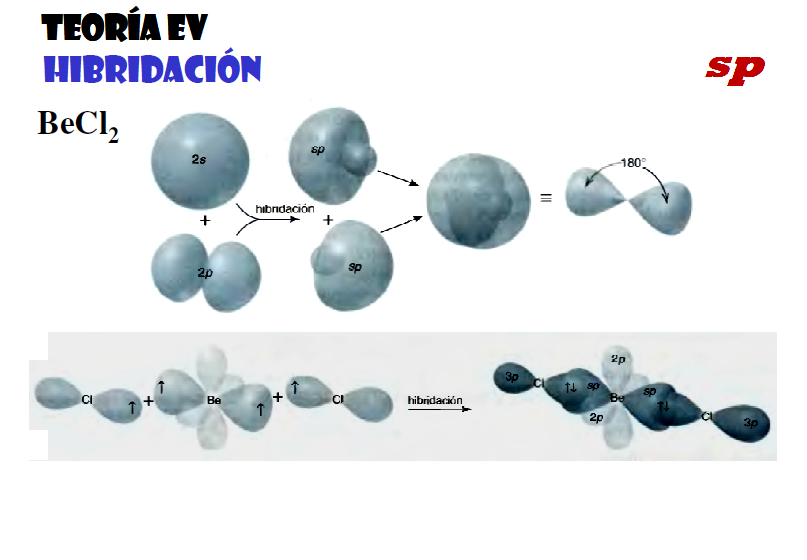 TEORÍA EV
HIBRIDACIÓN
sp
BeCl₂
2s
sp
180°
+
hibridación
+
≡
2p
sp
2p
3p
Cl
↑↓
sp
sp
Cl
↑
+
↑
Be
↑
+
↑
Cl
hibridación
Be
2p
↑↓
Cl
3p